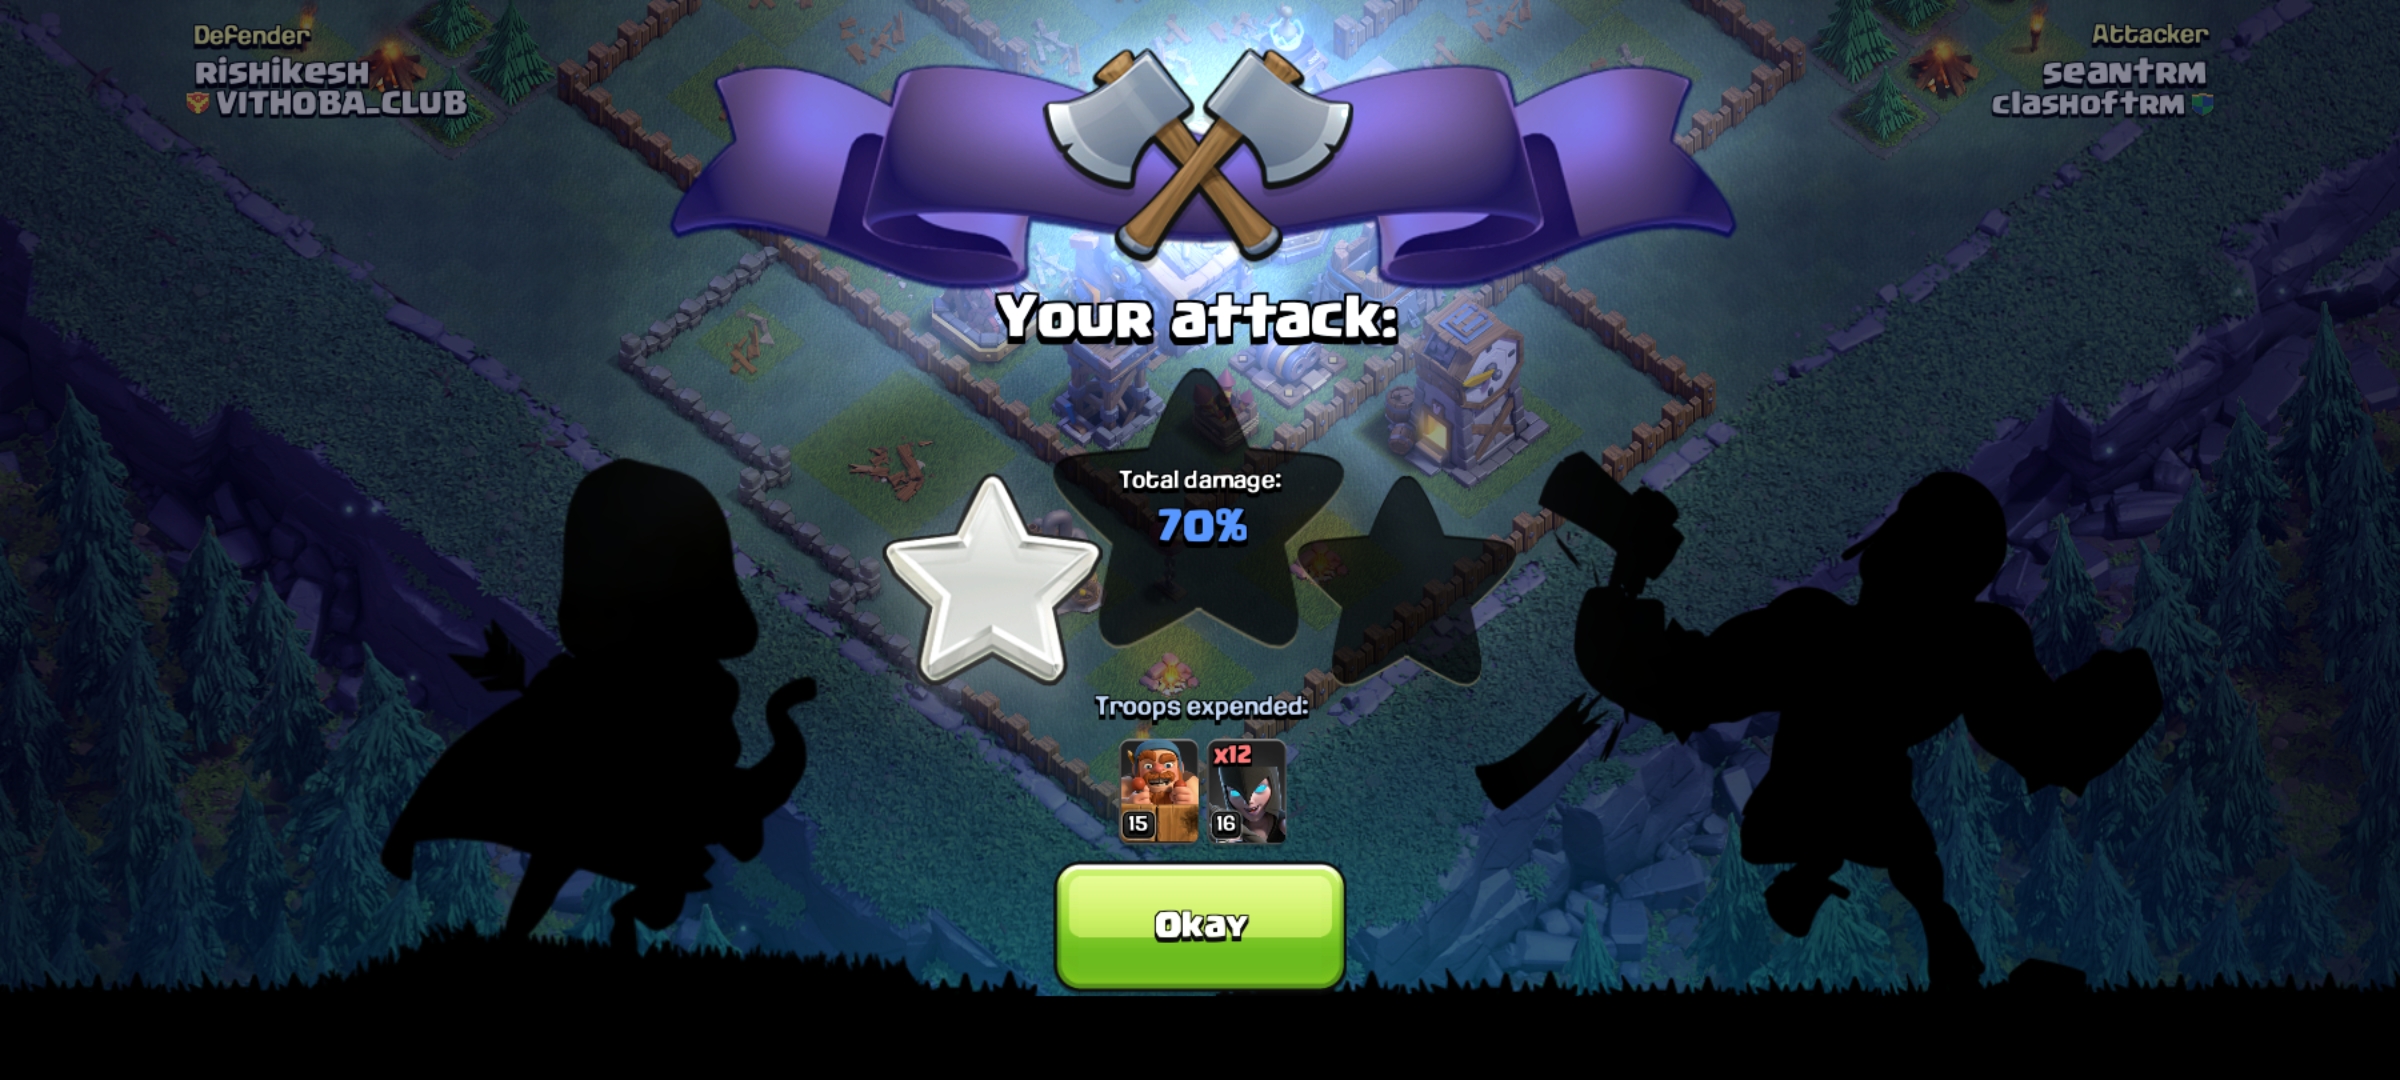 Defender
Rishikesh
VITHOBA_CLUB
Attacker
seantRM
clashoftRM
Your attack:
Total damage:
70%
Troops expended:
x12
15
16
Okay